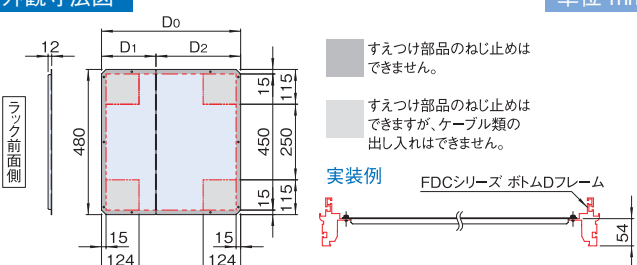 外観寸法図
単位 mm
D0
D1
D2
12
ラック前面側
480
15
115
450
250
15
115
15
15
124
124
すえつけ部品のねじ止めは
できません。
すえつけ部品のねじ止めは
できますが、ケーブル類の
出し入れはできません。
実装例
FDCシリーズ ボトムDフレーム
54